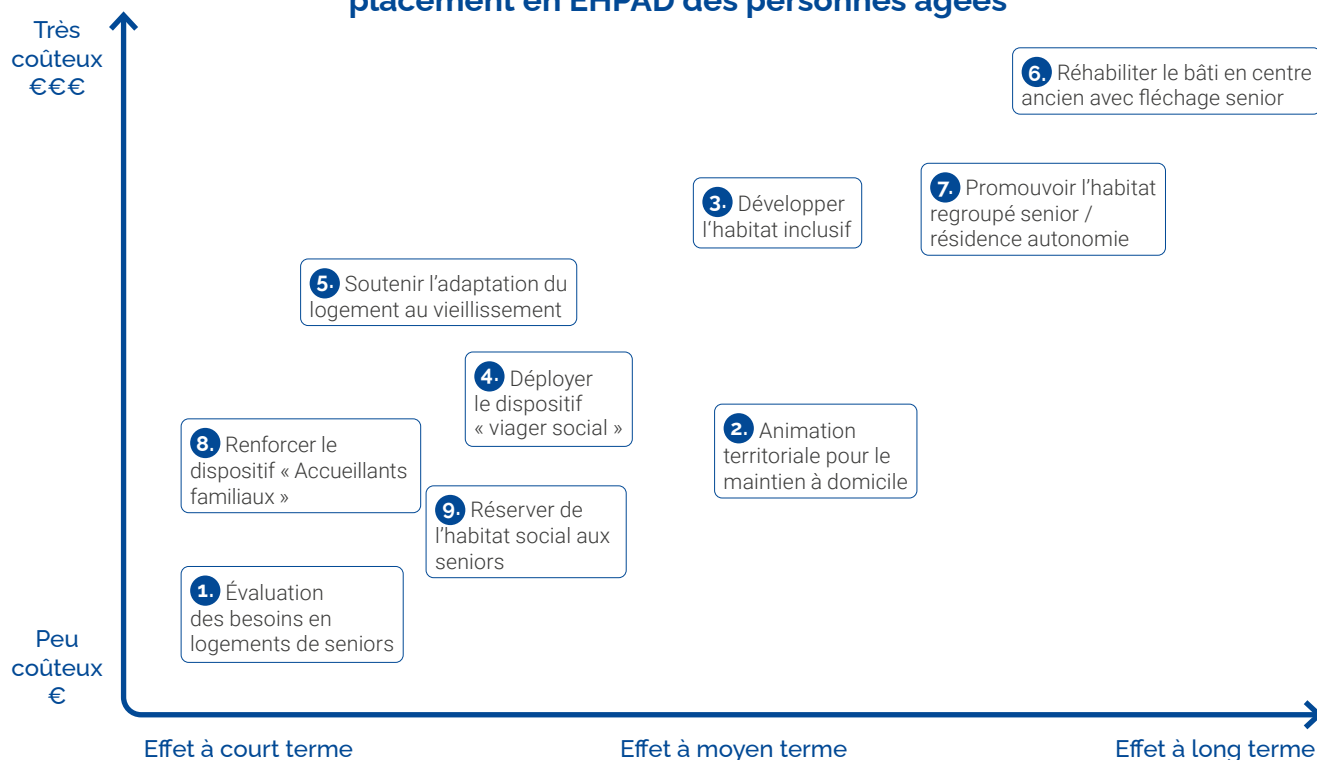 placement en EHPAD des personnes âgées
Très
coûteux
€€€
6. Réhabiliter le bâti en centre
ancien avec fléchage senior
7. Promouvoir l'habitat
regroupé senior /
résidence autonomie
3. Développer
l'habitat inclusif
5. Soutenir l'adaptation du
logement au vieillissement
4. Déployer
le dispositif
« viager social »
2. Animation
territoriale pour le
maintien à domicile
8. Renforcer le
dispositif « Accueillants
familiaux »
9. Réserver de
l'habitat social aux
seniors
1. Évaluation
des besoins en
logements de seniors
Peu
coûteux
€
Effet à court terme
Effet à moyen terme
Effet à long terme